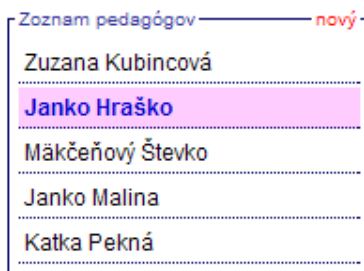 Zoznam pedagógov nový
Zuzana Kubincová
Janko Hraško
Mäkčeňový Števko
Janko Malina
Katka Pekná